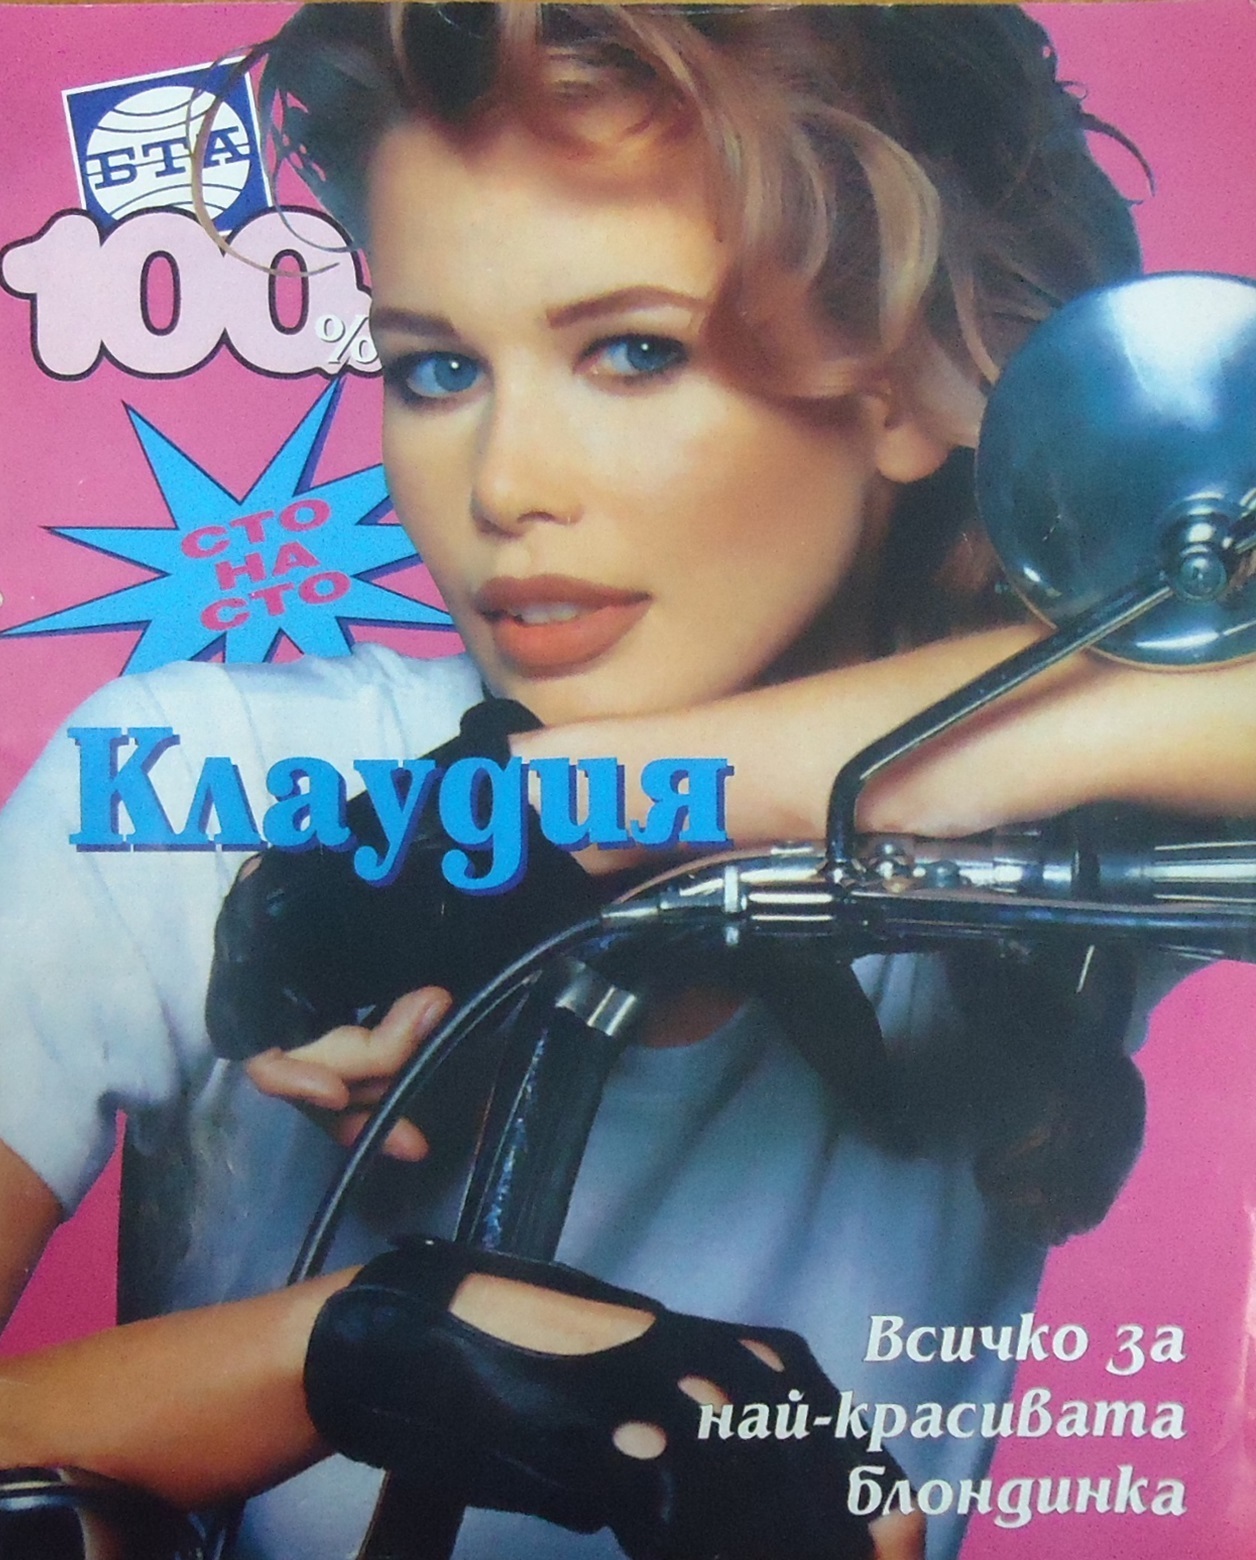 БТА
100%
СТО
НА
СТО
Клаудия
Всичко за
най-красивата
блондинка